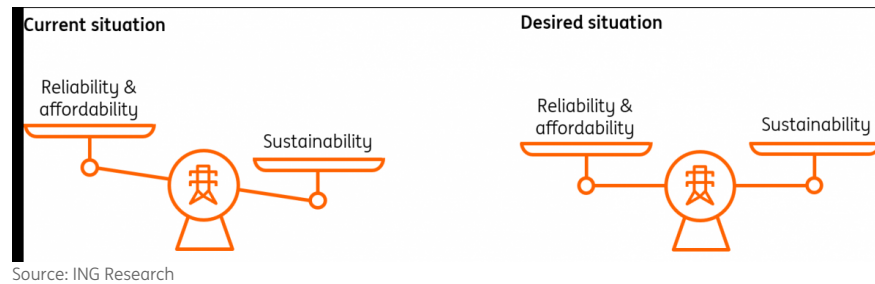 Current situation
Desired situation
Reliability &
affordability
Sustainability
Reliability &
affordability
Sustainability
Source: ING Research